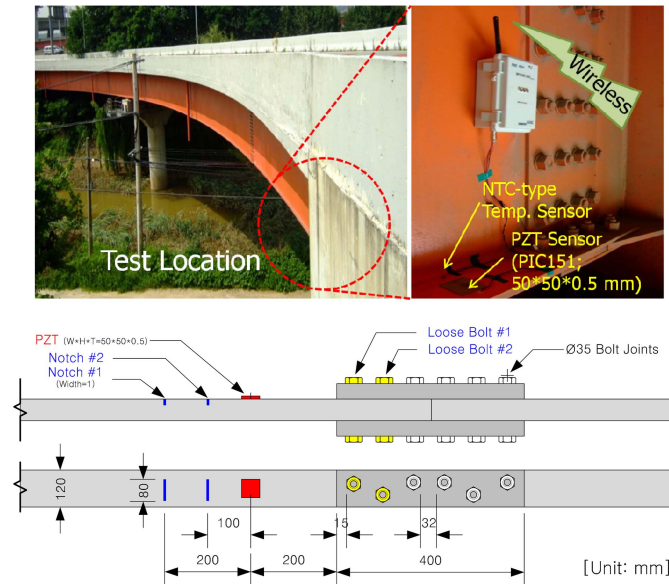 Test Location
Wireless
NTC-type
Temp. Sensor
PZT Sensor
(PIC151;
50*50*0.5 mm)
PZT (W*H*T=50*50*0.5)
Notch #2
Notch #1
(Width=1)
Loose Bolt #1
Loose Bolt #2
Ø35 Bolt Joints
120
80
100
15
32
200
200
400
[Unit: mm]